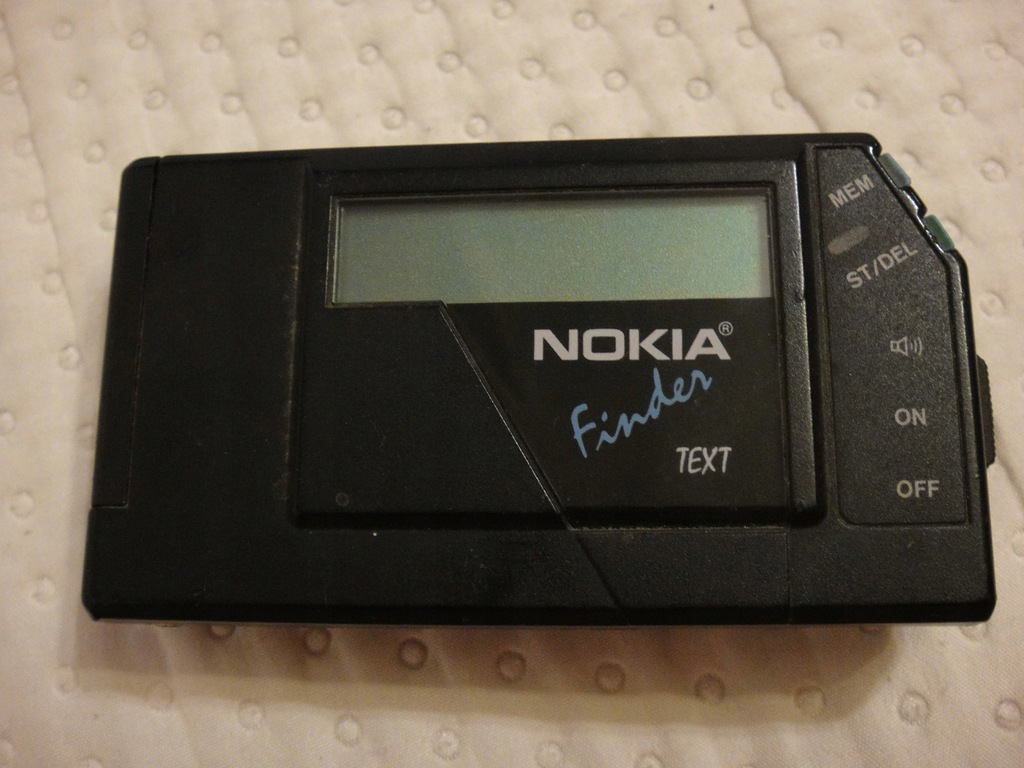 NOKIA®
Finder
TEXT
MEM
ST/DEL
ON
OFF